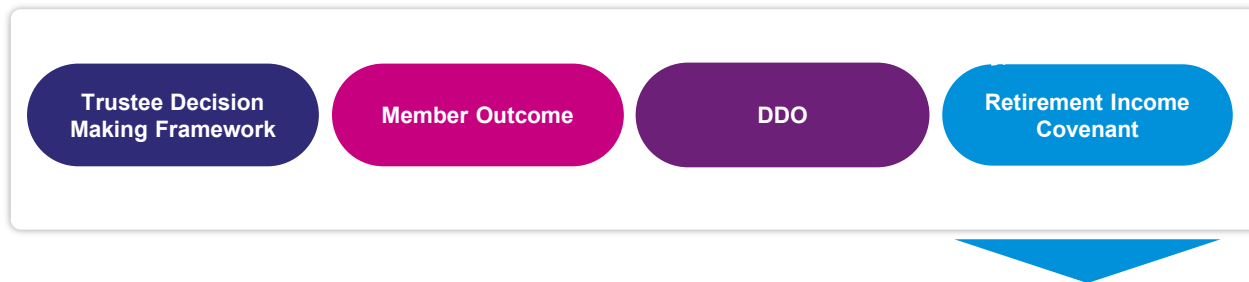 Trustee Decision
Making Framework
Member Outcome
DDO
Retirement Income
Covenant